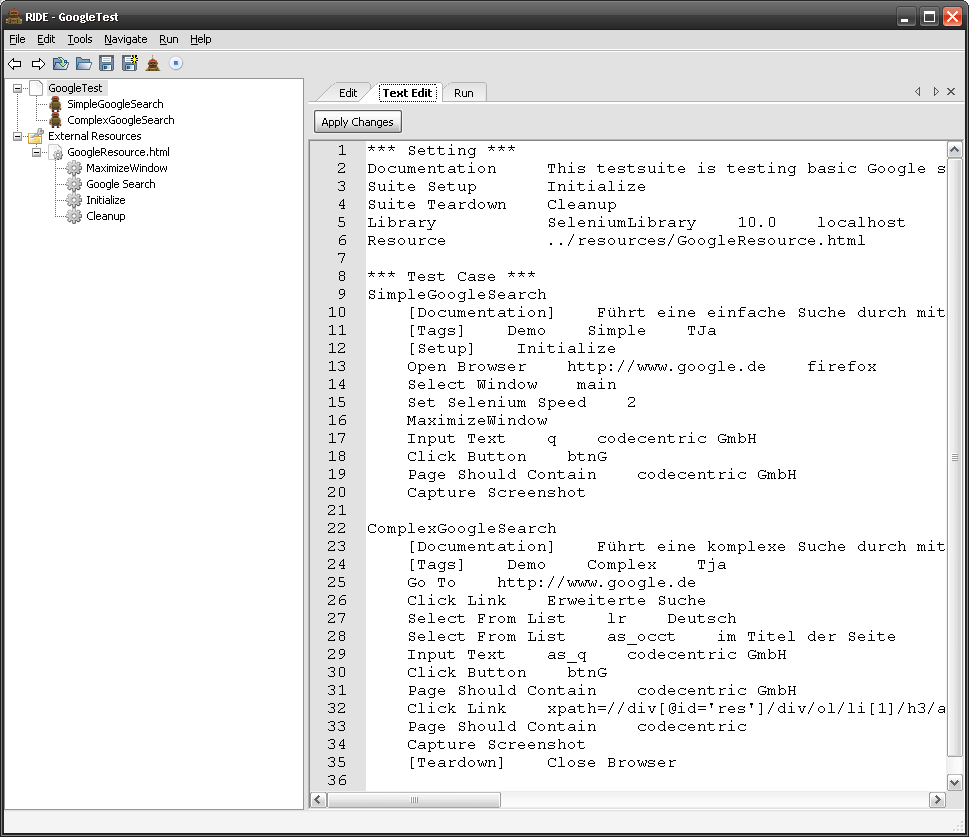 RIDE - GoogleTest
File Edit Tools Navigate Run Help
GoogleTest
SimpleGoogleSearch
ComplexGoogleSearch
External Resources
GoogleResource.html
MaximizeWindow
Google Search
Initialize
Cleanup
Edit Text Edit Run
Apply Changes
1 *** Setting ***
2 Documentation This testsuite is testing basic Google s
3 Suite Setup Initialize
4 Suite Teardown Cleanup
5 Library SeleniumLibrary 10.0 localhost
6 Resource ../resources/GoogleResource.html
7
8 *** Test Case ***
9 SimpleGoogleSearch
10 [Documentation] Führt eine einfache Suche durch mit
11 [Tags] Demo Simple TJa
12 [Setup] Initialize
13 Open Browser http://www.google.de firefox
14 Select Window main
15 Set Selenium Speed 2
16 MaximizeWindow
17 Input Text q codecentric GmbH
18 Click Button btnG
19 Page Should Contain codecentric GmbH
20 Capture Screenshot
21
22 ComplexGoogleSearch
23 [Documentation] Führt eine komplexe Suche durch mit
24 [Tags] Demo Complex Tja
25 Go To http://www.google.de
26 Click Link Erweiterte Suche
27 Select From List lr Deutsch
28 Select From List as_occt im Titel der Seite
29 Input Text as_q codecentric GmbH
30 Click Button btnG
31 Page Should Contain codecentric GmbH
32 Click Link xpath=//div[@id='res']/div/ol/li[1]/h3/a
33 Page Should Contain codecentric
34 Capture Screenshot
35 [Teardown] Close Browser
36